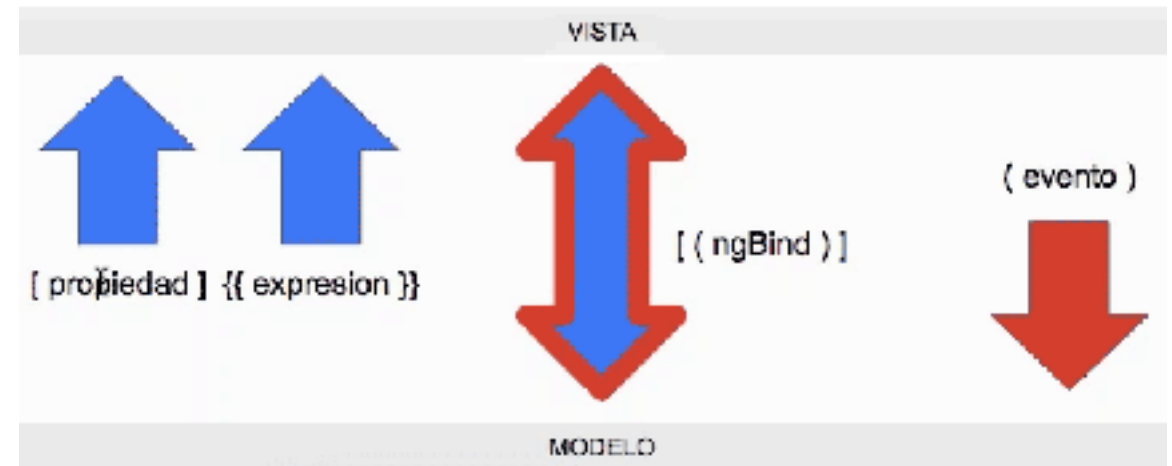 VISTA
( evento )
[ ( ngBind ) ]
[ propiedad ] {{ expresion }}
MODELO